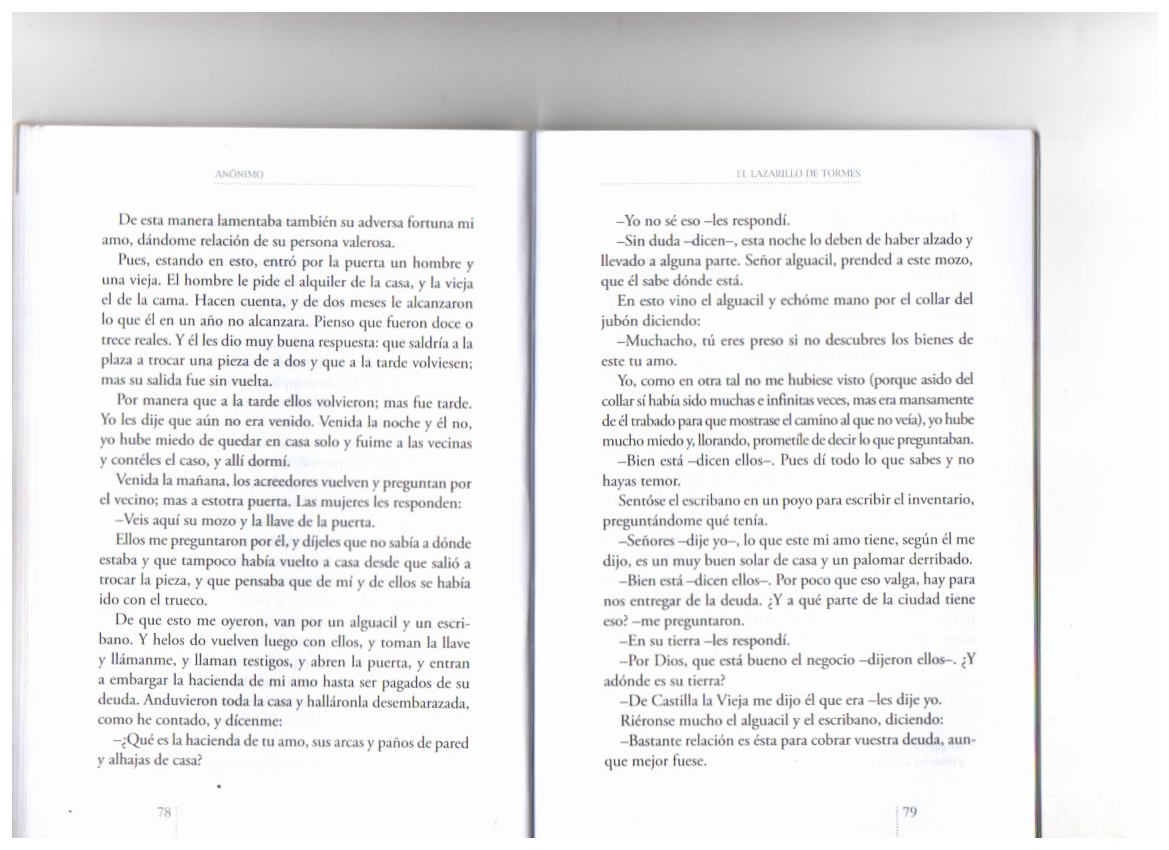 ANÓNIMO
De esta manera lamentaba también su adversa fortuna mi
amo, dándome relación de su persona valerosa.
Pues, estando en esto, entró por la puerta un hombre y
una vieja. El hombre le pide el alquiler de la casa, y la vieja
el de la cama. Hacen cuenta, y de dos meses le alcanzaron
lo que él en un año no alcanzara. Pienso que fueron doce o
trece reales. Y él les dio muy buena respuesta: que saldría a la
plaza a trocar una pieza de a dos y que a la tarde volviesen;
mas su salida fue sin vuelta.
Por manera que a la tarde ellos volvieron; mas fue tarde.
Yo les dije que aún no era venido. Venida la noche y él no,
yo hube miedo de quedar en casa solo y fuime a las vecinas
y contéles el caso, y allí dormí.
Venida la mañana, los acreedores vuelven y preguntan por
el vecino; mas a estotra puerta. Las mujeres les responden:
–Veis aquí su mozo y la llave de la puerta.
Ellos me preguntaron por él, y díjeles que no sabía a dónde
estaba y que tampoco había vuelto a casa desde que salió a
trocar la pieza, y que pensaba que de mí y de ellos se había
ido con el trueco.
De que esto me oyeron, van por un alguacil y un escri-
bano. Y helos do vuelven luego con ellos, y toman la llave
y llámanme, y llaman testigos, y abren la puerta, y entran
a embargar la hacienda de mi amo hasta ser pagados de su
deuda. Anduvieron toda la casa y halláronla desembarazada,
como he contado, y dícenme:
–¿Qué es la hacienda de tu amo, sus arcas y paños de pared
y alhajas de casa?
78
EL LAZARILLO DE TORMES
–Yo no sé eso –les respondí.
–Sin duda –dicen–, esta noche lo deben de haber alzado y
llevado a alguna parte. Señor alguacil, prended a este mozo,
que él sabe dónde está.
En esto vino el alguacil y echóme mano por el collar del
jubón diciendo:
–Muchacho, tú eres preso si no descubres los bienes de
este tu amo.
Yo, como en otra tal no me hubiese visto (porque asido del
collar sí había sido muchas e infinitas veces, mas era mansamente
de él trabado para que mostrase el camino al que no veía), yo hube
mucho miedo y, llorando, prometíle de decir lo que preguntaban.
–Bien está –dicen ellos–. Pues dí todo lo que sabes y no
hayas temor.
Sentóse el escribano en un poyo para escribir el inventario,
preguntándome qué tenía.
–Señores –dije yo–, lo que este mi amo tiene, según él me
dijo, es un muy buen solar de casa y un palomar derribado.
–Bien está –dicen ellos–. Por poco que eso valga, hay para
nos entregar de la deuda. ¿Y a qué parte de la ciudad tiene
eso? –me preguntaron.
–En su tierra –les respondí.
–Por Dios, que está bueno el negocio –dijeron ellos–. ¿Y
adónde es su tierra?
–De Castilla la Vieja me dijo él que era –les dije yo.
Riéronse mucho el alguacil y el escribano, diciendo:
–Bastante relación es ésta para cobrar vuestra deuda, aun-
que mejor fuese.
79